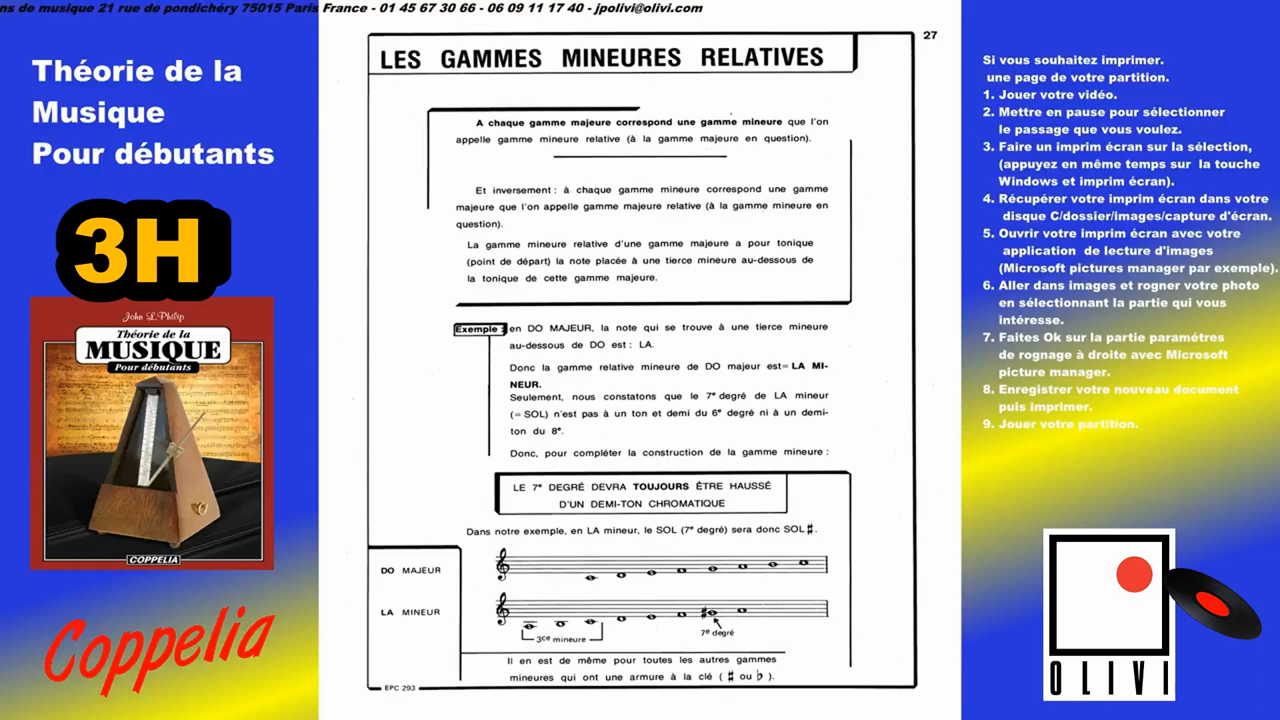 ns de musique 21 rue de pondichéry 75015 Paris France - 01 45 67 30 66 - 06 09 11 17 40 - jpolivi@olivi.com
Théorie de la
Musique
Pour débutants
3H
John L. Philip
Théorie de la
MUSIQUE
Pour débutants
COPPELIA
Coppelia
27
LES GAMMES MINEURES RELATIVES
A chaque gamme majeure correspond une gamme mineure que l'on
appelle gamme mineure relative (à la gamme majeure en question).
Et inversement : à chaque gamme mineure correspond une gamme
majeure que l'on appelle gamme majeure relative (à la gamme mineure en
question).
La gamme mineure relative d'une gamme majeure a pour tonique
(point de départ) la note placée à une tierce mineure au-dessous de
la tonique de cette gamme majeure.
Exemple : en DO MAJEUR, la note qui se trouve à une tierce mineure
au-dessous de DO est : LA.
Donc la gamme relative mineure de DO majeur est= LA MI-
NEUR.
Seulement, nous constatons que le 7e degré de LA mineur
(= SOL) n'est pas à un ton et demi du 6e degré ni à un demi-
ton du 8e.
Donc, pour compléter la construction de la gamme mineure :
LE 7e DEGRÉ DEVRA TOUJOURS ÊTRE HAUSSÉ
D'UN DEMI-TON CHROMATIQUE
Dans notre exemple, en LA mineur, le SOL (7e degré) sera donc SOL♯.
DO MAJEUR
LA MINEUR
3ce mineure
7e degré
Il en est de même pour toutes les autres gammes
mineures qui ont une armure à la clé ( ♯ ou ♭ ).
EPC 293
Si vous souhaitez imprimer.
une page de votre partition.
1. Jouer votre vidéo.
2. Mettre en pause pour sélectionner
le passage que vous voulez.
3. Faire un imprim écran sur la sélection,
(appuyez en même temps sur la touche
Windows et imprim écran).
4. Récupérer votre imprim écran dans votre
disque C/dossier/images/capture d'écran.
5. Ouvrir votre imprim écran avec votre
application de lecture d'images
(Microsoft pictures manager par exemple).
6. Aller dans images et rogner votre photo
en sélectionnant la partie qui vous
intéresse.
7. Faites Ok sur la partie paramétres
de rognage à droite avec Microsoft
picture manager.
8. Enregistrer votre nouveau document
puis imprimer.
9. Jouer votre partition.
OLIVI